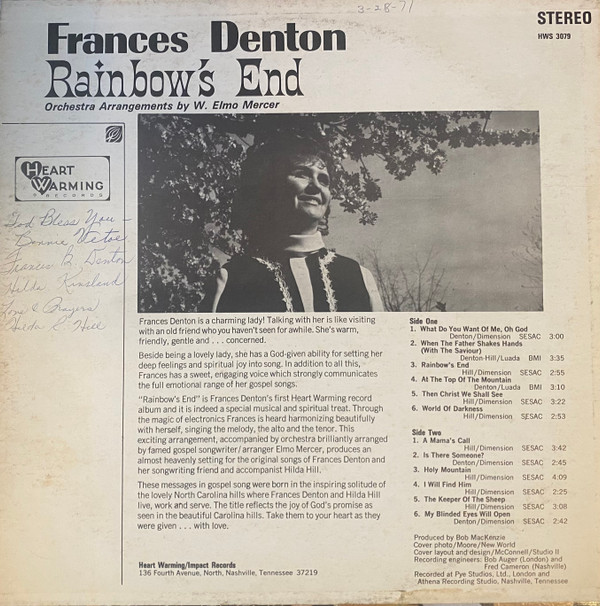 3-28-71
STEREO
HWS 3079
Frances Denton
Rainbow's End
Orchestra Arrangements by W. Elmo Mercer
HEART
WARMING
RECORDS
God Bless You -
Bonnie
Frances B. Denton
Hilda Kinsland
Love & Prayers
Hilda S. Hill
Frances Denton is a charming lady! Talking with her is like visiting
with an old friend who you haven't seen for awhile. She's warm,
friendly, gentle and . . . concerned.
Beside being a lovely lady, she has a God-given ability for setting her
deep feelings and spiritual joy into song. In addition to all this,
Frances has a sweet, engaging voice which strongly communicates
the full emotional range of her gospel songs.
"Rainbow's End" is Frances Denton's first Heart Warming record
album and it is indeed a special musical and spiritual treat. Through
the magic of electronics Frances is heard harmonizing beautifully
with herself, singing the melody, the alto and the tenor. This
exciting arrangement, accompanied by orchestra brilliantly arranged
by famed gospel songwriter/arranger Elmo Mercer, produces an
almost heavenly setting for the original songs of Frances Denton and
her songwriting friend and accompanist Hilda Hill.
These messages in gospel song were born in the inspiring solitude of
the lovely North Carolina hills where Frances Denton and Hilda Hill
live, work and serve. The title reflects the joy of God's promise as
seen in the beautiful Carolina hills. Take them to your heart as they
were given . . . with love.
Heart Warming/Impact Records
136 Fourth Avenue, North, Nashville, Tennessee 37219
Side One
1. What Do You Want Of Me, Oh God
Denton/Dimension SESAC 3:00
2. When The Father Shakes Hands
(With The Saviour)
Denton-Hill/Luada BMI 3:35
3. Rainbow's End
Hill/Dimension SESAC 2:55
4. At The Top Of The Mountain
Denton/Luada BMI 3:10
5. Then Christ We Shall See
Hill/Dimension SESAC 3:22
6. World Of Darkness
Hill/Dimension SESAC 2:53
Side Two
1. A Mama's Call
Hill/Dimension SESAC 3:42
2. Is There Someone?
Denton/Dimension SESAC 2:45
3. Holy Mountain
Hill/Dimension SESAC 4:09
4. I Will Find Him
Hill/Dimension SESAC 2:25
5. The Keeper Of The Sheep
Hill/Dimension SESAC 3:08
6. My Blinded Eyes Will Open
Denton/Dimension SESAC 2:42
Produced by Bob MacKenzie
Cover photo/Moore/New World
Cover layout and design/McConnell/Studio II
Recording engineers: Bob Auger (London) and
Fred Cameron (Nashville)
Recorded at Pye Studios, Ltd., London and
Athena Recording Studio, Nashville, Tennessee